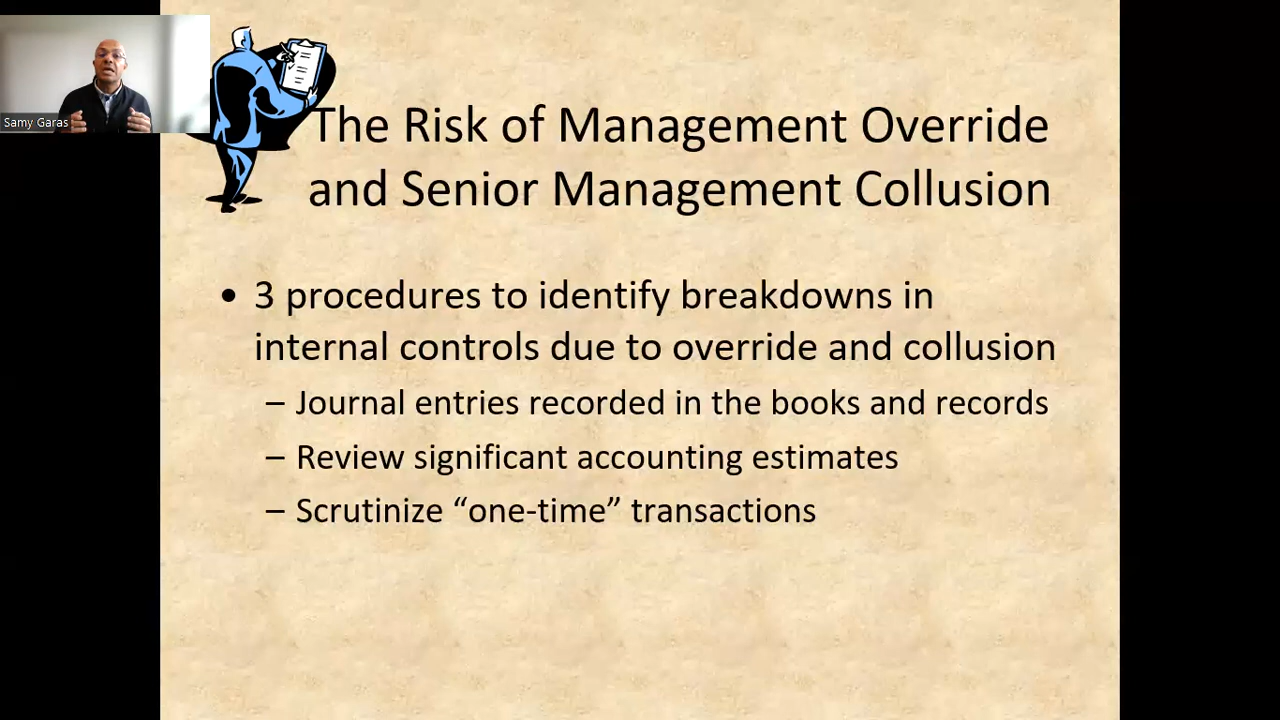 Samy Garas
The Risk of Management Override
and Senior Management Collusion
• 3 procedures to identify breakdowns in
internal controls due to override and collusion
– Journal entries recorded in the books and records
– Review significant accounting estimates
– Scrutinize “one-time” transactions